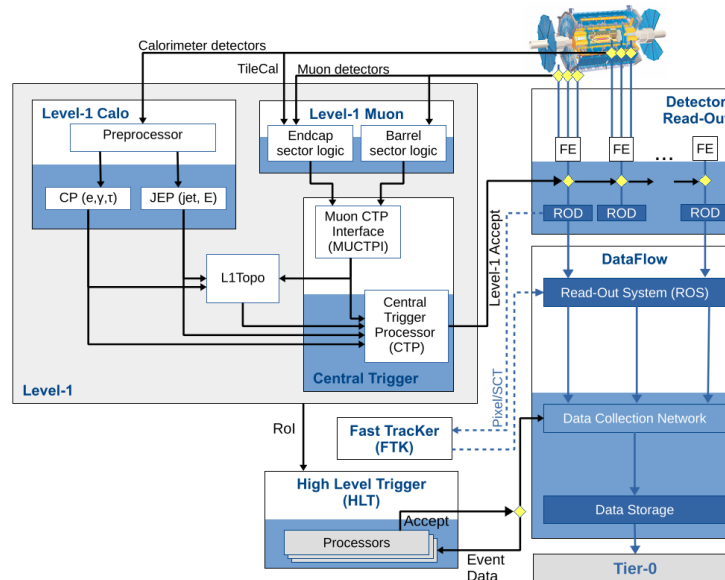 Calorimeter detectors
TileCal
Muon detectors
Level-1 Calo
Preprocessor
CP (e,γ,τ)
JEP (jet, E)
Level-1 Muon
Endcap
sector logic
Barrel
sector logic
Muon CTP
Interface
(MUCTPI)
L1Topo
Central
Trigger
Processor
(CTP)
Central Trigger
Level-1
Level-1 Accept
Detector
Read-Out
FE
FE
...
FE
ROD
ROD
ROD
DataFlow
Read-Out System (ROS)
Pixel/SCT
Data Collection Network
Data Storage
Tier-0
RoI
Fast TracKer
(FTK)
High Level Trigger
(HLT)
Accept
Processors
Event
Data